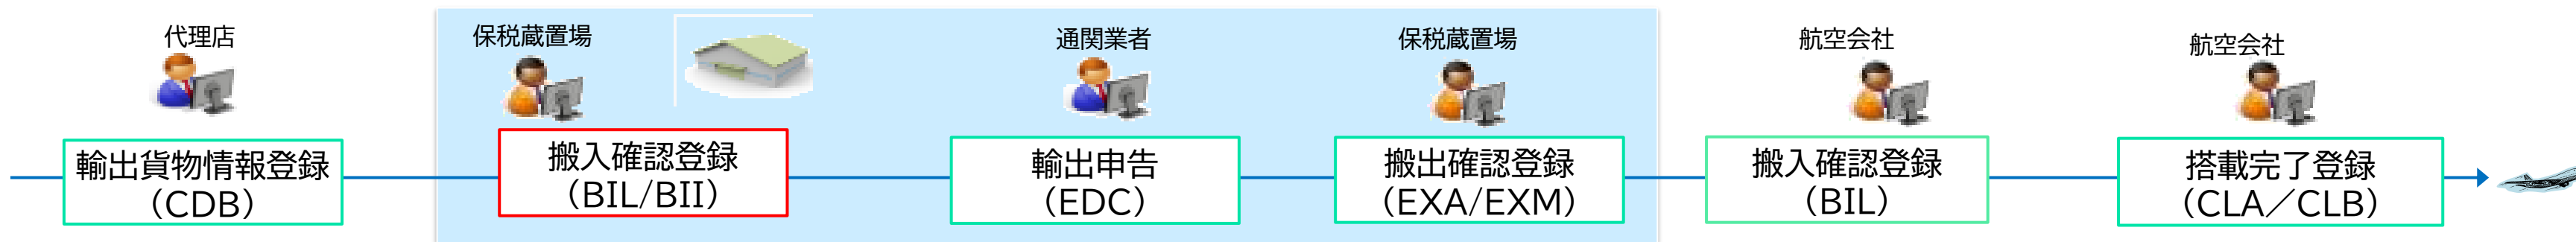 代理店
輸出貨物情報登録
（CDB）
保税蔵置場
搬入確認登録
（BIL/BII）
通関業者
輸出申告
（EDC）
保税蔵置場
搬出確認登録
（EXA/EXM）
航空会社
搬入確認登録
（BIL）
航空会社
搭載完了登録
（CLA／CLB）